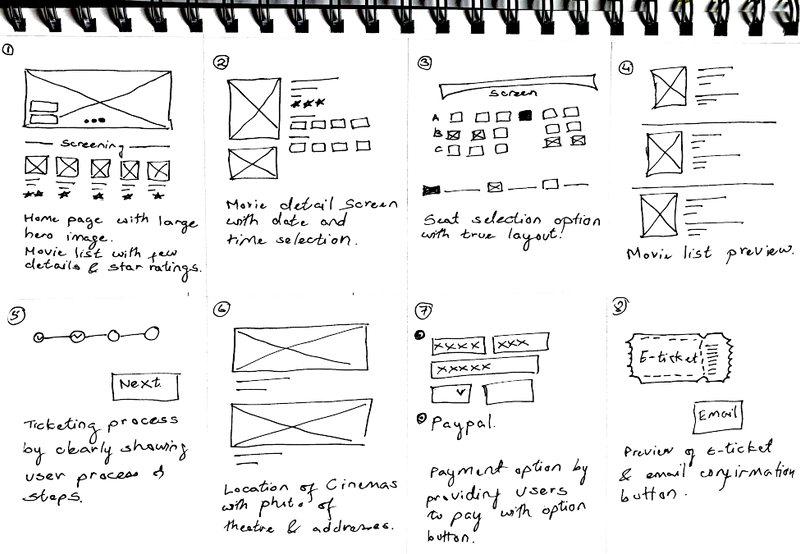 ①
Screening
Home page with large
hero image.
Movie list with few
details & star ratings.
②
Movie detail screen
with date and
time selection.
③
Screen
A
B
C
Seat selection option
with true layout.
④
Movie list preview.
⑤
Next
Ticketing process
by clearly showing
user process &
steps.
⑥
Location of Cinemas
with photo of
theatre & addresses.
⑦
xxxx xxx
xxxxx
Paypal.
Payment option by
providing users
to pay with option
button.
⑧
E-ticket
Email
Preview of E-ticket
& email confirmation
button.